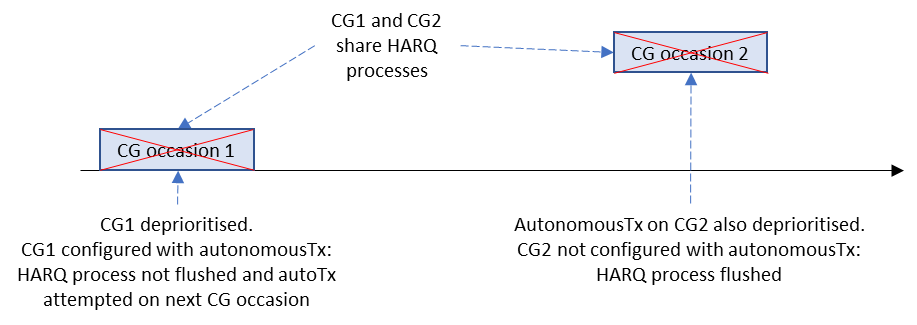 CG1 and CG2
share HARQ
processes
CG occasion 2
CG occasion 1
CG1 deprioritised.
CG1 configured with autonomousTx:
HARQ process not flushed and autoTx
attempted on next CG occasion
AutonomousTx on CG2 also deprioritised.
CG2 not configured with autonomousTx:
HARQ process flushed